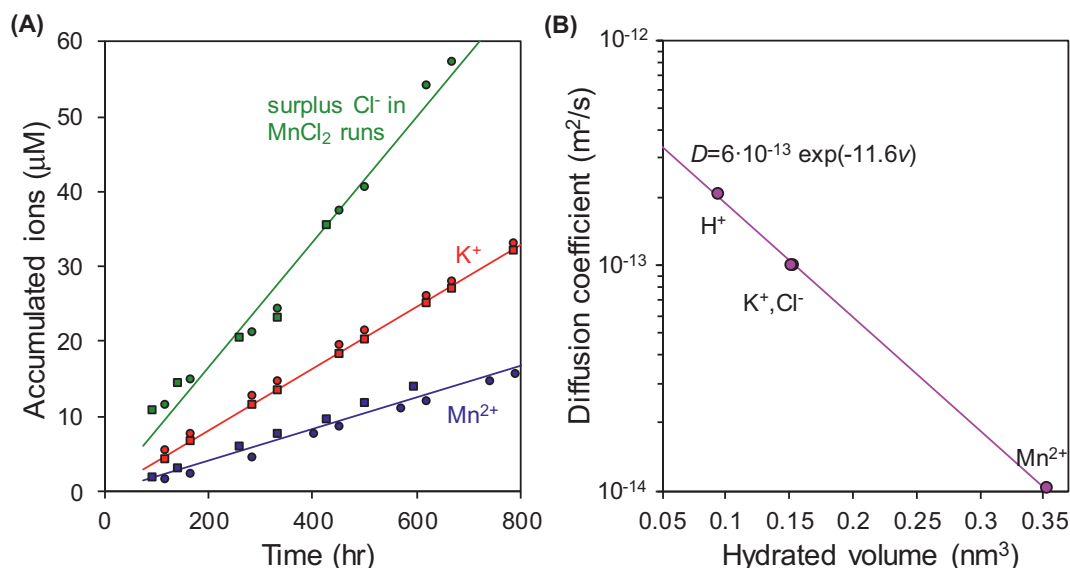 (A)
60
50
40
30
20
10
0
Accumulated ions (μM)
surplus Cl⁻ in
MnCl₂ runs
K⁺
Mn²⁺
0
200
400
600
800
Time (hr)
(B)
10⁻¹²
10⁻¹³
10⁻¹⁴
Diffusion coefficient (m²/s)
D=6·10⁻¹³ exp(-11.6v)
H⁺
K⁺,Cl⁻
Mn²⁺
0.05
0.1
0.15
0.2
0.25
0.3
0.35
Hydrated volume (nm³)